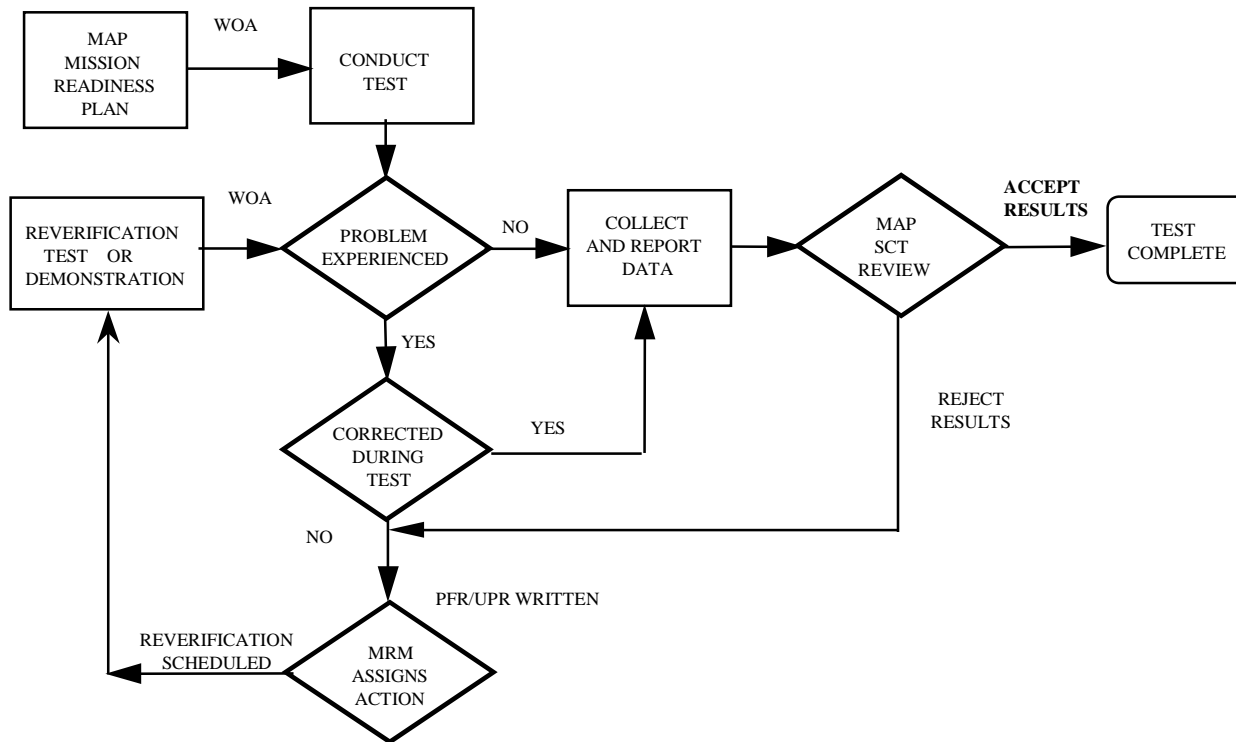 MAP
MISSION
READINESS
PLAN
WOA
CONDUCT
TEST
REVERIFICATION
TEST OR
DEMONSTRATION
WOA
PROBLEM
EXPERIENCED
NO
COLLECT
AND REPORT
DATA
MAP
SCT
REVIEW
ACCEPT
RESULTS
TEST
COMPLETE
YES
CORRECTED
DURING
TEST
YES
REJECT
RESULTS
NO
PFR/UPR WRITTEN
REVERIFICATION
SCHEDULED
MRM
ASSIGNS
ACTION